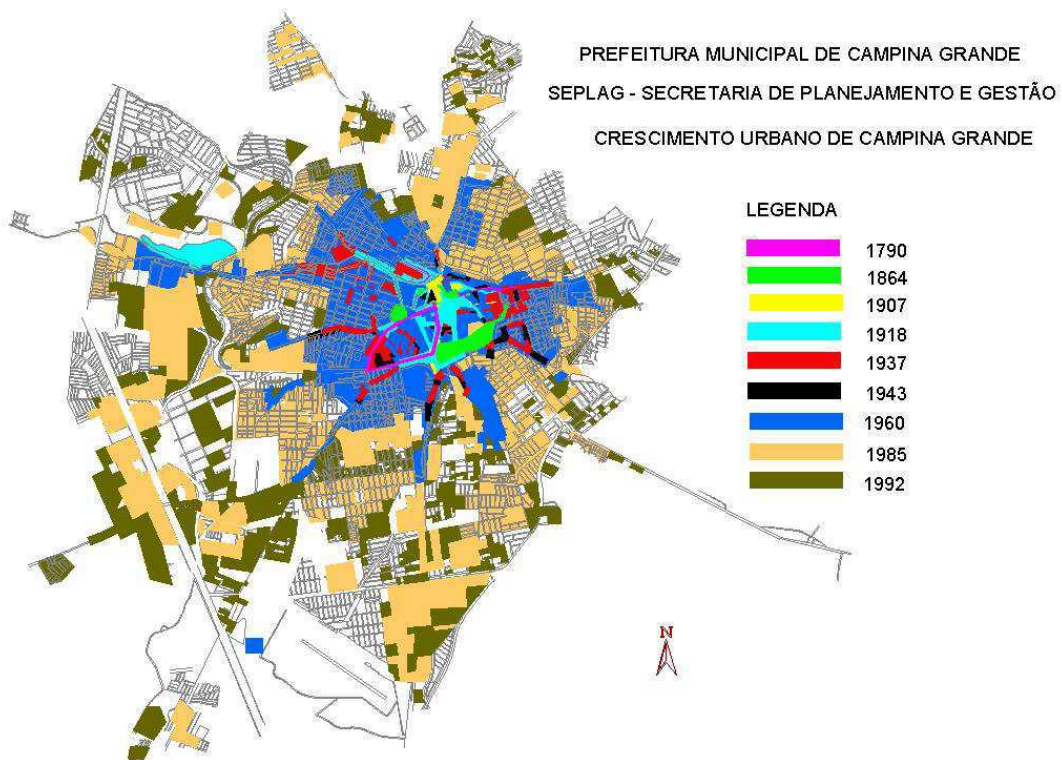 PREFEITURA MUNICIPAL DE CAMPINA GRANDE
SEPLAG - SECRETARIA DE PLANEJAMENTO E GESTÃO
CRESCIMENTO URBANO DE CAMPINA GRANDE
LEGENDA
1790
1864
1907
1918
1937
1943
1960
1985
1992
N